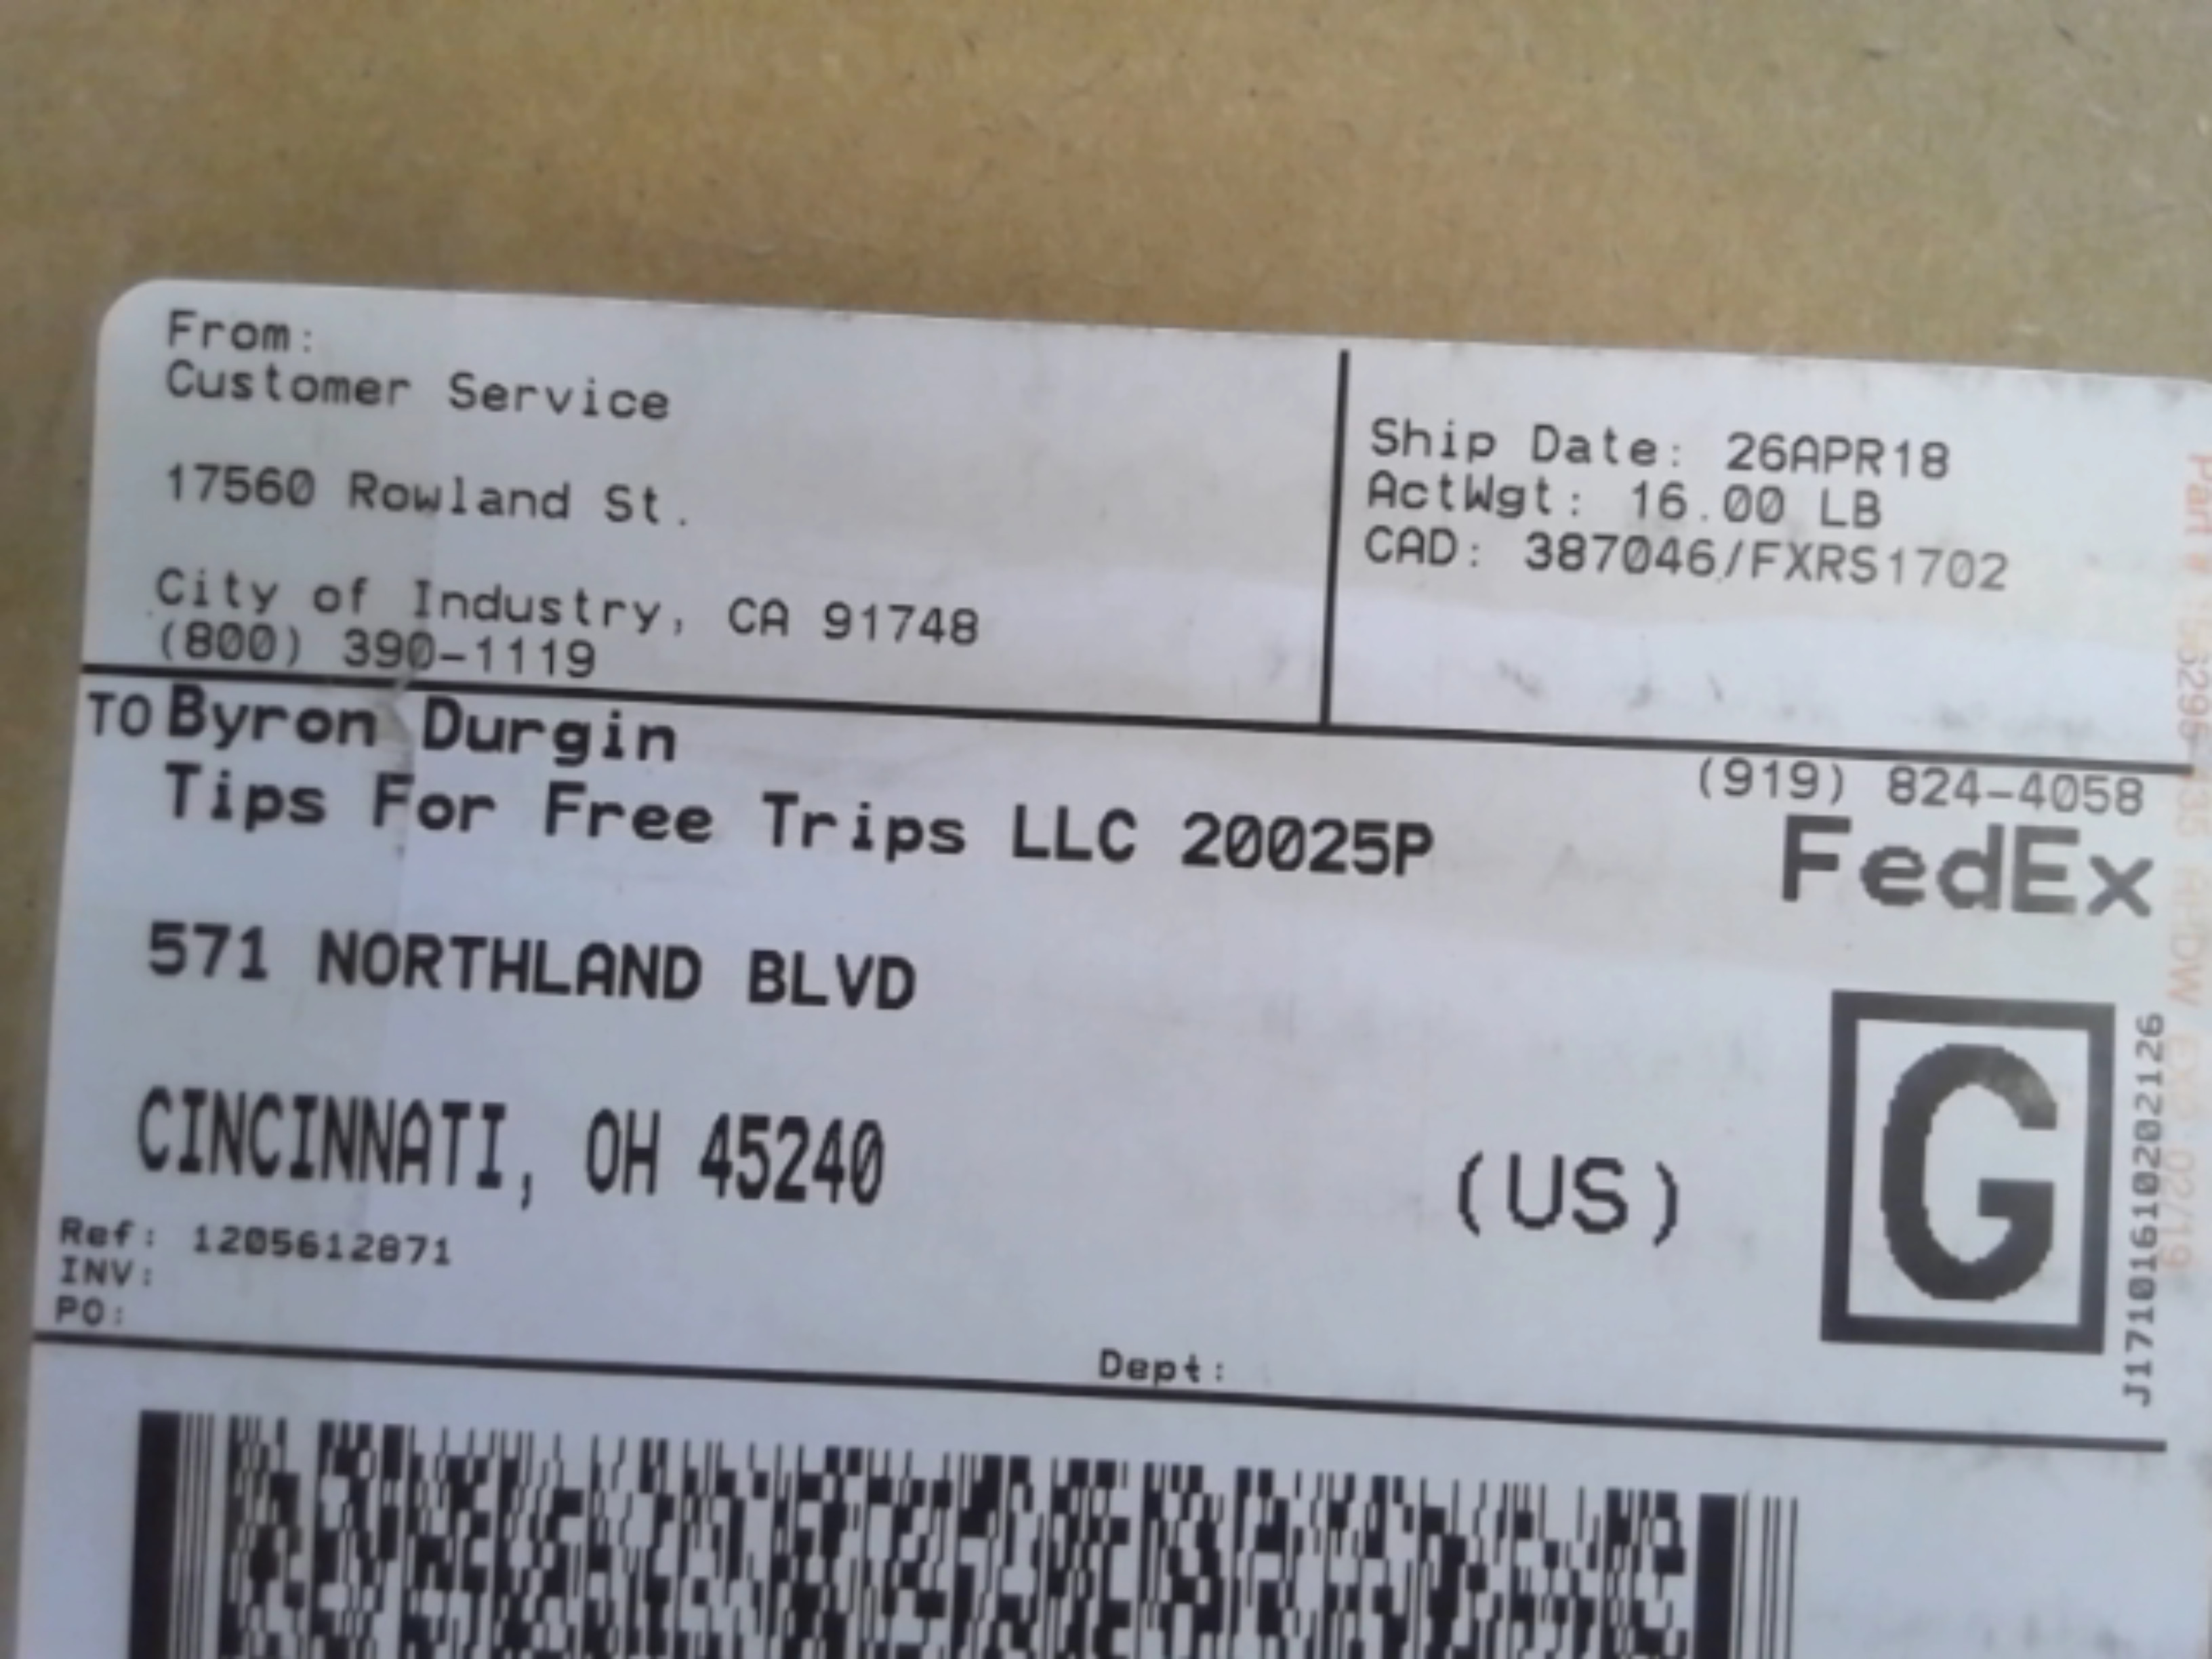 From:
Customer Service
17560 Rowland St.
City of Industry, CA 91748
(800) 390-1119
Ship Date: 26APR18
ActWgt: 16.00 LB
CAD: 387046/FXRS1702
TO Byron Durgin
Tips For Free Trips LLC 20025P
571 NORTHLAND BLVD
CINCINNATI, OH 45240
(919) 824-4058
FedEx
(US)
G
J17101610202126
Ref: 1205612871
INV:
PO:
Dept:
Part #